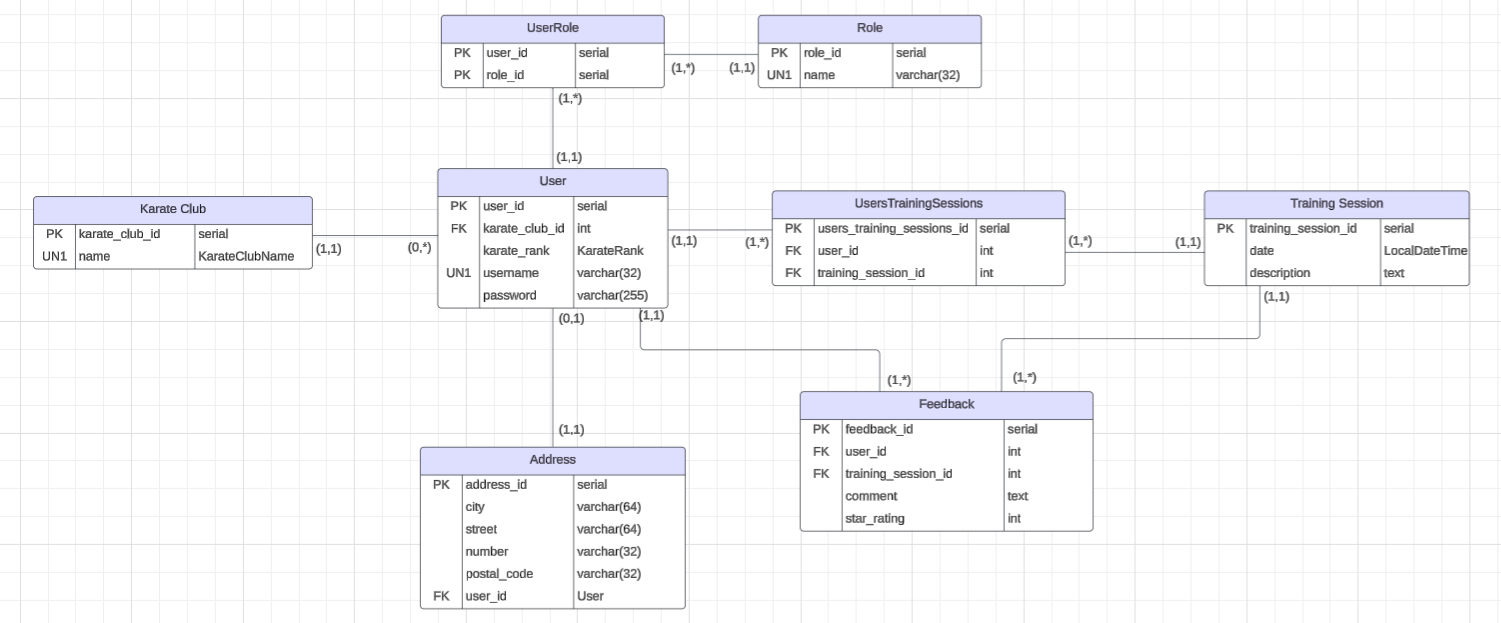 UserRole
PK user_id serial
PK role_id serial
Role
PK role_id serial
UN1 name varchar(32)
(1,*) (1,1)
(1,*)
(1,1)
User
PK user_id serial
FK karate_club_id int
karate_rank KarateRank
UN1 username varchar(32)
password varchar(255)
Karate Club
PK karate_club_id serial
UN1 name KarateClubName
(1,1) (0,*)
UsersTrainingSessions
PK users_training_sessions_id serial
FK user_id int
FK training_session_id int
(1,1) (1,*)
Training Session
PK training_session_id serial
date LocalDateTime
description text
(1,*) (1,1)
(1,1)
(0,1) (1,1)
(1,*) (1,*)
Feedback
PK feedback_id serial
FK user_id int
FK training_session_id int
comment text
star_rating int
(1,1)
Address
PK address_id serial
city varchar(64)
street varchar(64)
number varchar(32)
postal_code varchar(32)
FK user_id User